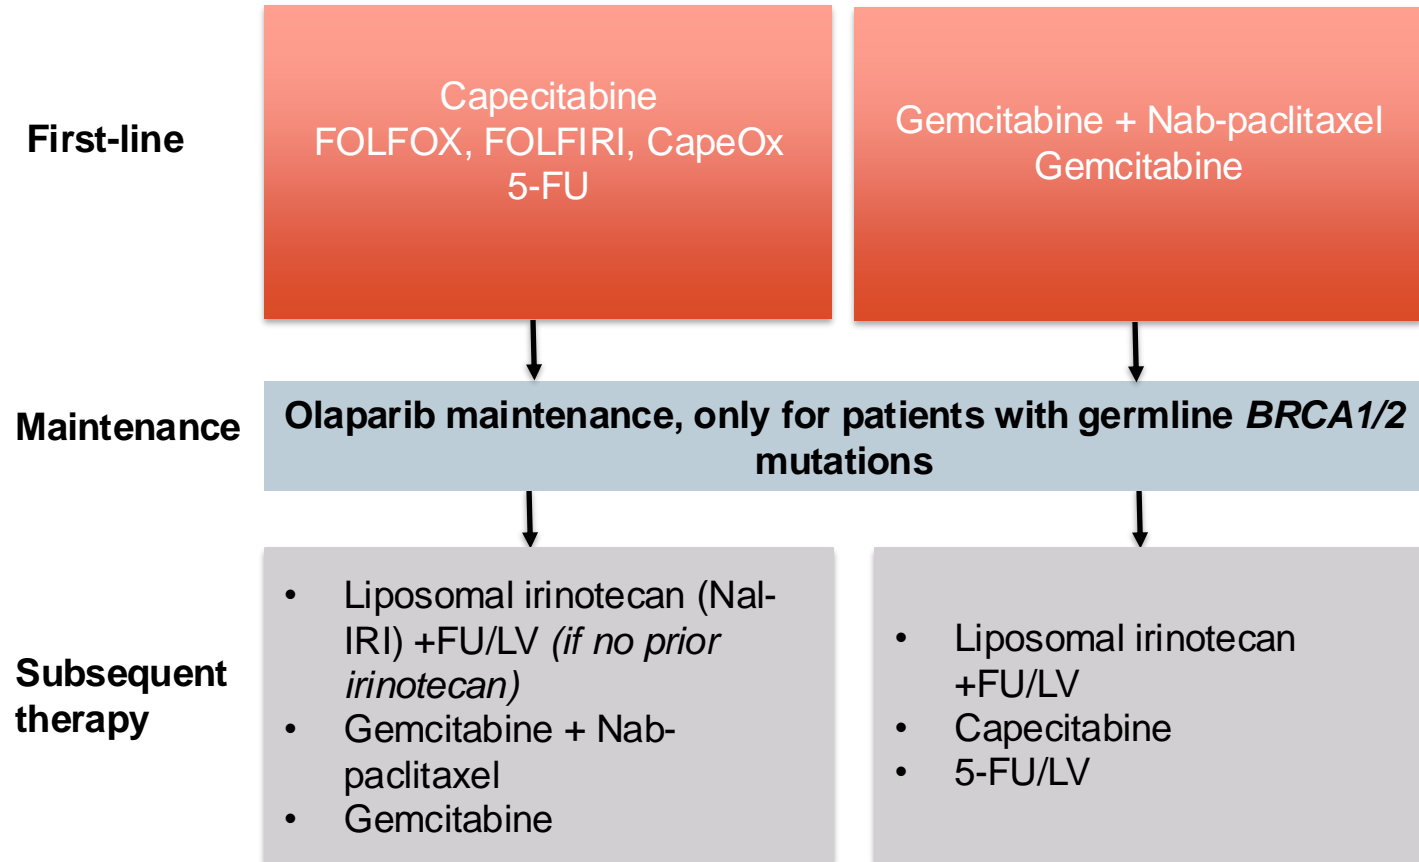 First-line
Capecitabine
FOLFOX, FOLFIRI, CapeOx
5-FU
Gemcitabine + Nab-paclitaxel
Gemcitabine
Maintenance
Olaparib maintenance, only for patients with germline BRCA1/2
mutations
Subsequent
therapy
• Liposomal irinotecan (Nal-
IRI) +FU/LV (if no prior
irinotecan)
• Gemcitabine + Nab-
paclitaxel
• Gemcitabine
• Liposomal irinotecan
+FU/LV
• Capecitabine
• 5-FU/LV